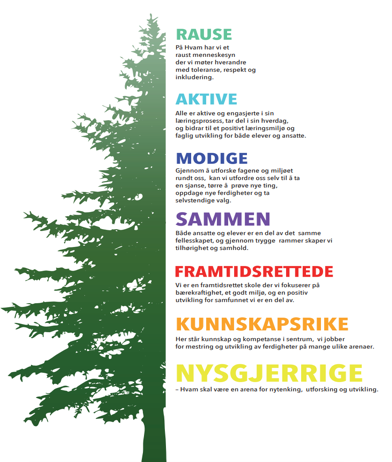 RAUSE
På Hvam har vi et
raust menneskesyn
der vi møter hverandre
med toleranse, respekt og
inkludering.
AKTIVE
Alle er aktive og engasjerte i sin
læringsprosess, tar del i sin hverdag,
og bidrar til et positivt læringsmiljø og
faglig utvikling for både elever og ansatte.
MODIGE
Gjennom å utforske fagene og miljøet
rundt oss, kan vi utfordre oss selv til å ta
en sjanse, tørre å prøve nye ting,
oppdage nye ferdigheter og ta
selvstendige valg.
SAMMEN
Både ansatte og elever er en del av det samme
fellesskapet, og gjennom trygge rammer skaper vi
tilhørighet og samhold.
FRAMTIDSRETTEDE
Vi er en framtidsrettet skole der vi fokuserer på
bærekraftighet, et godt miljø, og en positiv
utvikling for samfunnet vi er en del av.
KUNNSKAPSRIKE
Her står kunnskap og kompetanse i sentrum, vi jobber
for mestring og utvikling av ferdigheter på mange ulike arenaer.
NYSGJERRIGE
– Hvam skal være en arena for nytenking, utforsking og utvikling.